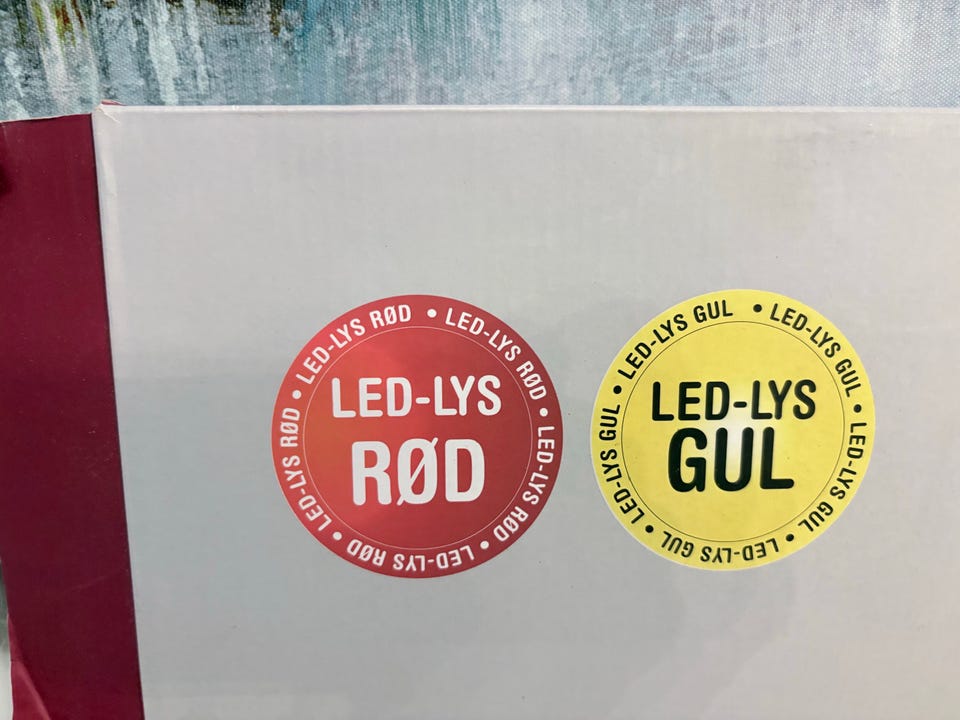 LED-LYS RØD • LED-LYS RØD • LED-LYS RØD • LED-LYS RØD • LED-LYS RØD •
LED-LYS
RØD
LED-LYS GUL • LED-LYS GUL • LED-LYS GUL • LED-LYS GUL • LED-LYS GUL •
LED-LYS
GUL